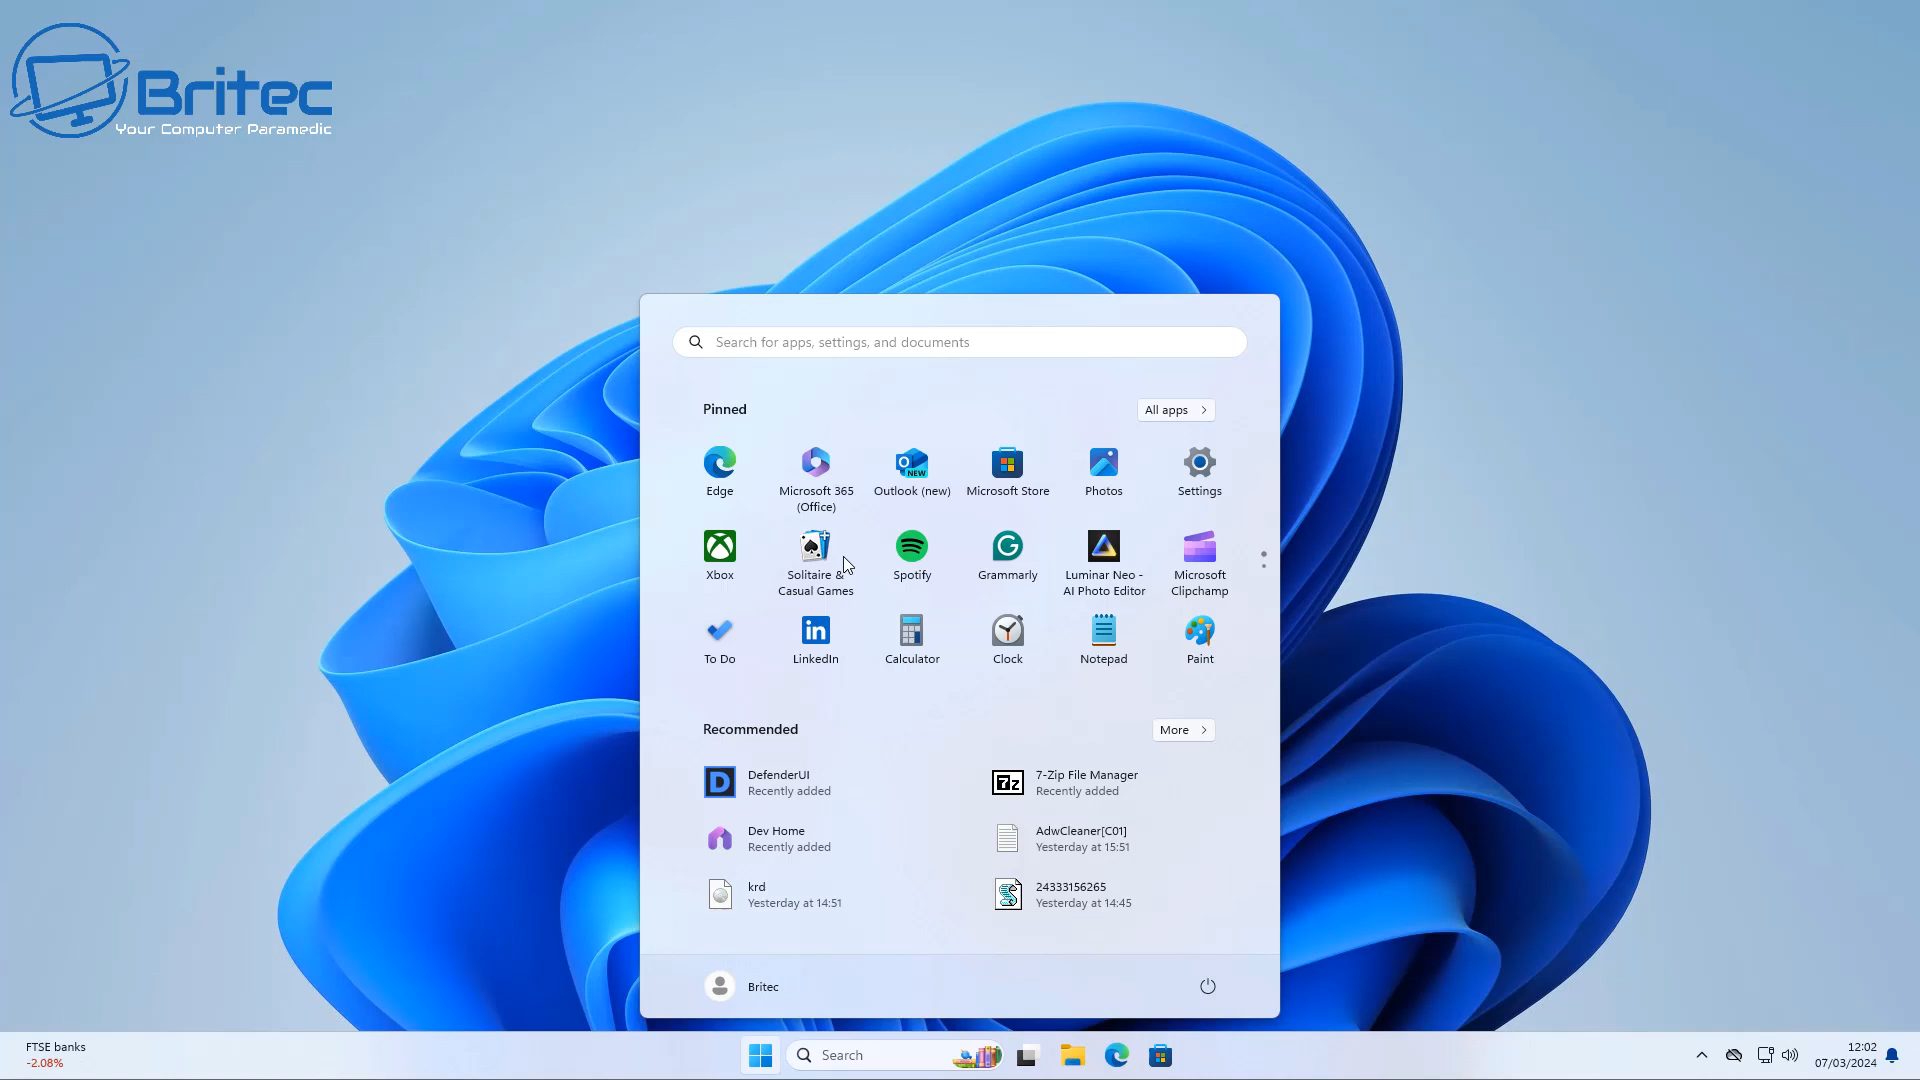 Britec
Your Computer Paramedic
Search for apps, settings, and documents
Pinned
All apps
Edge
Microsoft 365
(Office)
Outlook (new)
NEW
Microsoft Store
Photos
Settings
Xbox
Solitaire &
Casual Games
Spotify
Grammarly
Luminar Neo -
AI Photo Editor
Microsoft
Clipchamp
To Do
LinkedIn
Calculator
Clock
Notepad
Paint
Recommended
More
DefenderUI
Recently added
7-Zip File Manager
Recently added
Dev Home
Recently added
AdwCleaner[C01]
Yesterday at 15:51
krd
Yesterday at 14:51
24333156265
Yesterday at 14:45
Britec
FTSE banks
-2.08%
Search
12:02
07/03/2024